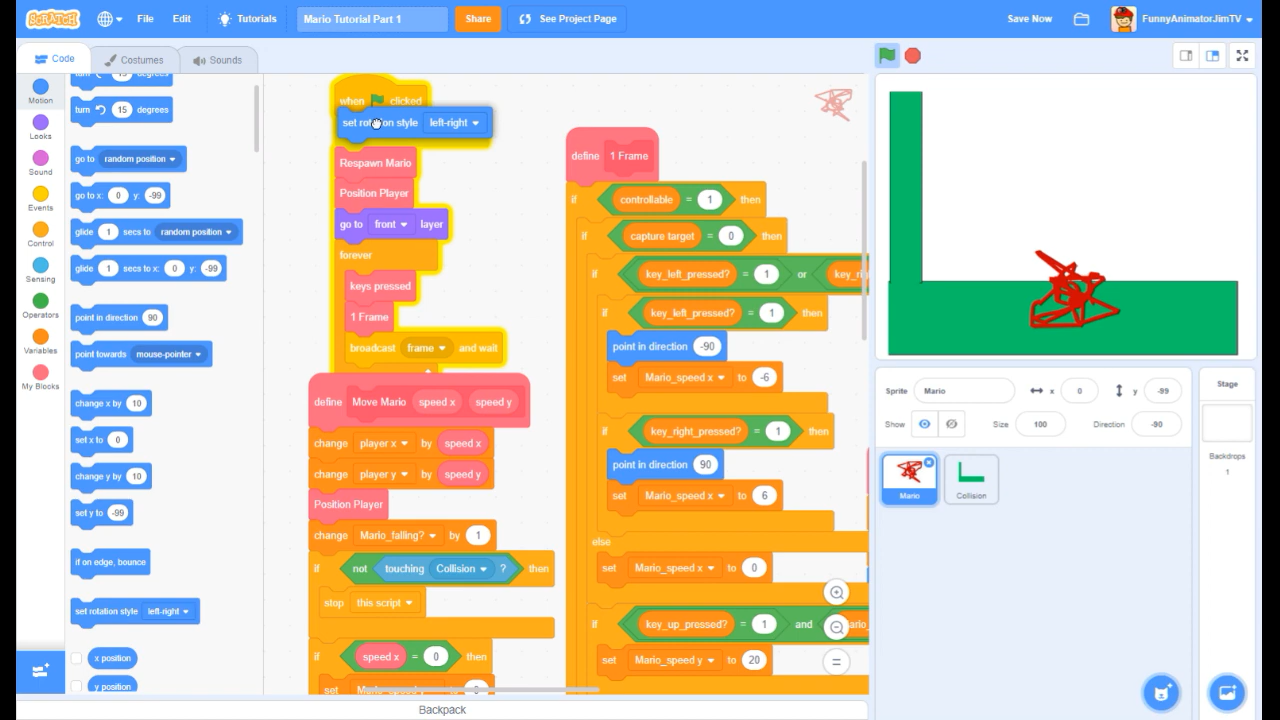 SCRATCH File Edit Tutorials Mario Tutorial Part 1 Share See Project Page Save Now FunnyAnimatorJimTV
Code Costumes Sounds
Motion
Looks
Sound
Events
Control
Sensing
Operators
Variables
My Blocks
turn 15 degrees
go to random position
go to x: 0 y: -99
glide 1 secs to random position
glide 1 secs to x: 0 y: -99
point in direction 90
point towards mouse-pointer
change x by 10
set x to 0
change y by 10
set y to -99
if on edge, bounce
set rotation style left-right
x position
y position
when clicked
set rotation style left-right
Respawn Mario
Position Player
go to front layer
forever
keys pressed
1 Frame
broadcast frame and wait
define Move Mario speed x speed y
change player x by speed x
change player y by speed y
Position Player
change Mario_falling? by 1
if not touching Collision ? then
stop this script
if speed x = 0 then
set
define 1 Frame
if controllable = 1 then
if capture target = 0 then
if key_left_pressed? = 1 or
if key_left_pressed? = 1 then
point in direction -90
set Mario_speed x to -6
if key_right_pressed? = 1 then
point in direction 90
set Mario_speed x to 6
else
set Mario_speed x to 0
if key_up_pressed? = 1 and
set Mario_speed y to 20
Sprite Mario x 0 y -99
Show Size 100 Direction -90
Mario
Collision
Stage
Backdrops
1
Backpack